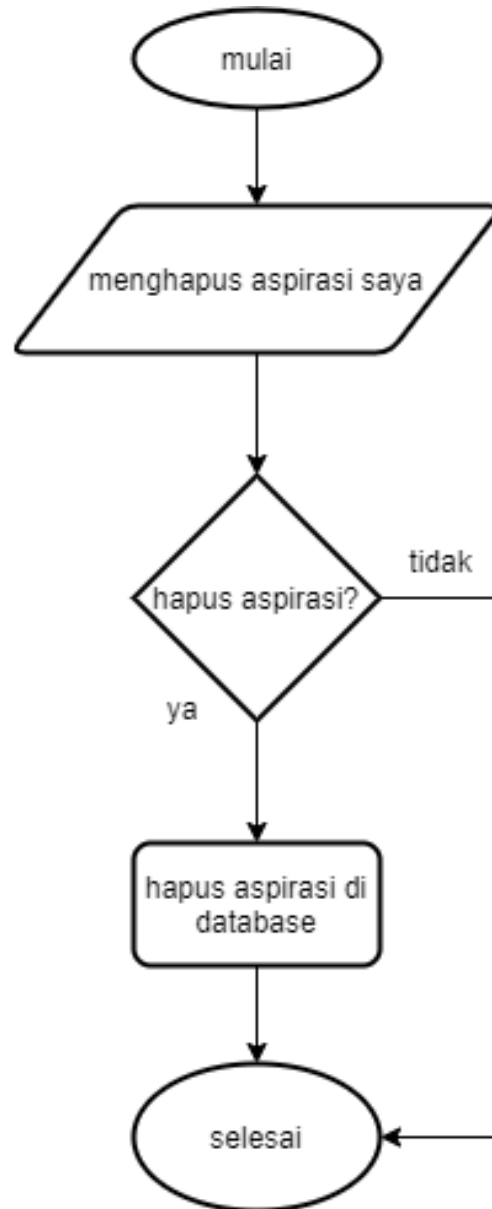 mulai
menghapus aspirasi saya
hapus aspirasi?
tidak
ya
hapus aspirasi di
database
selesai